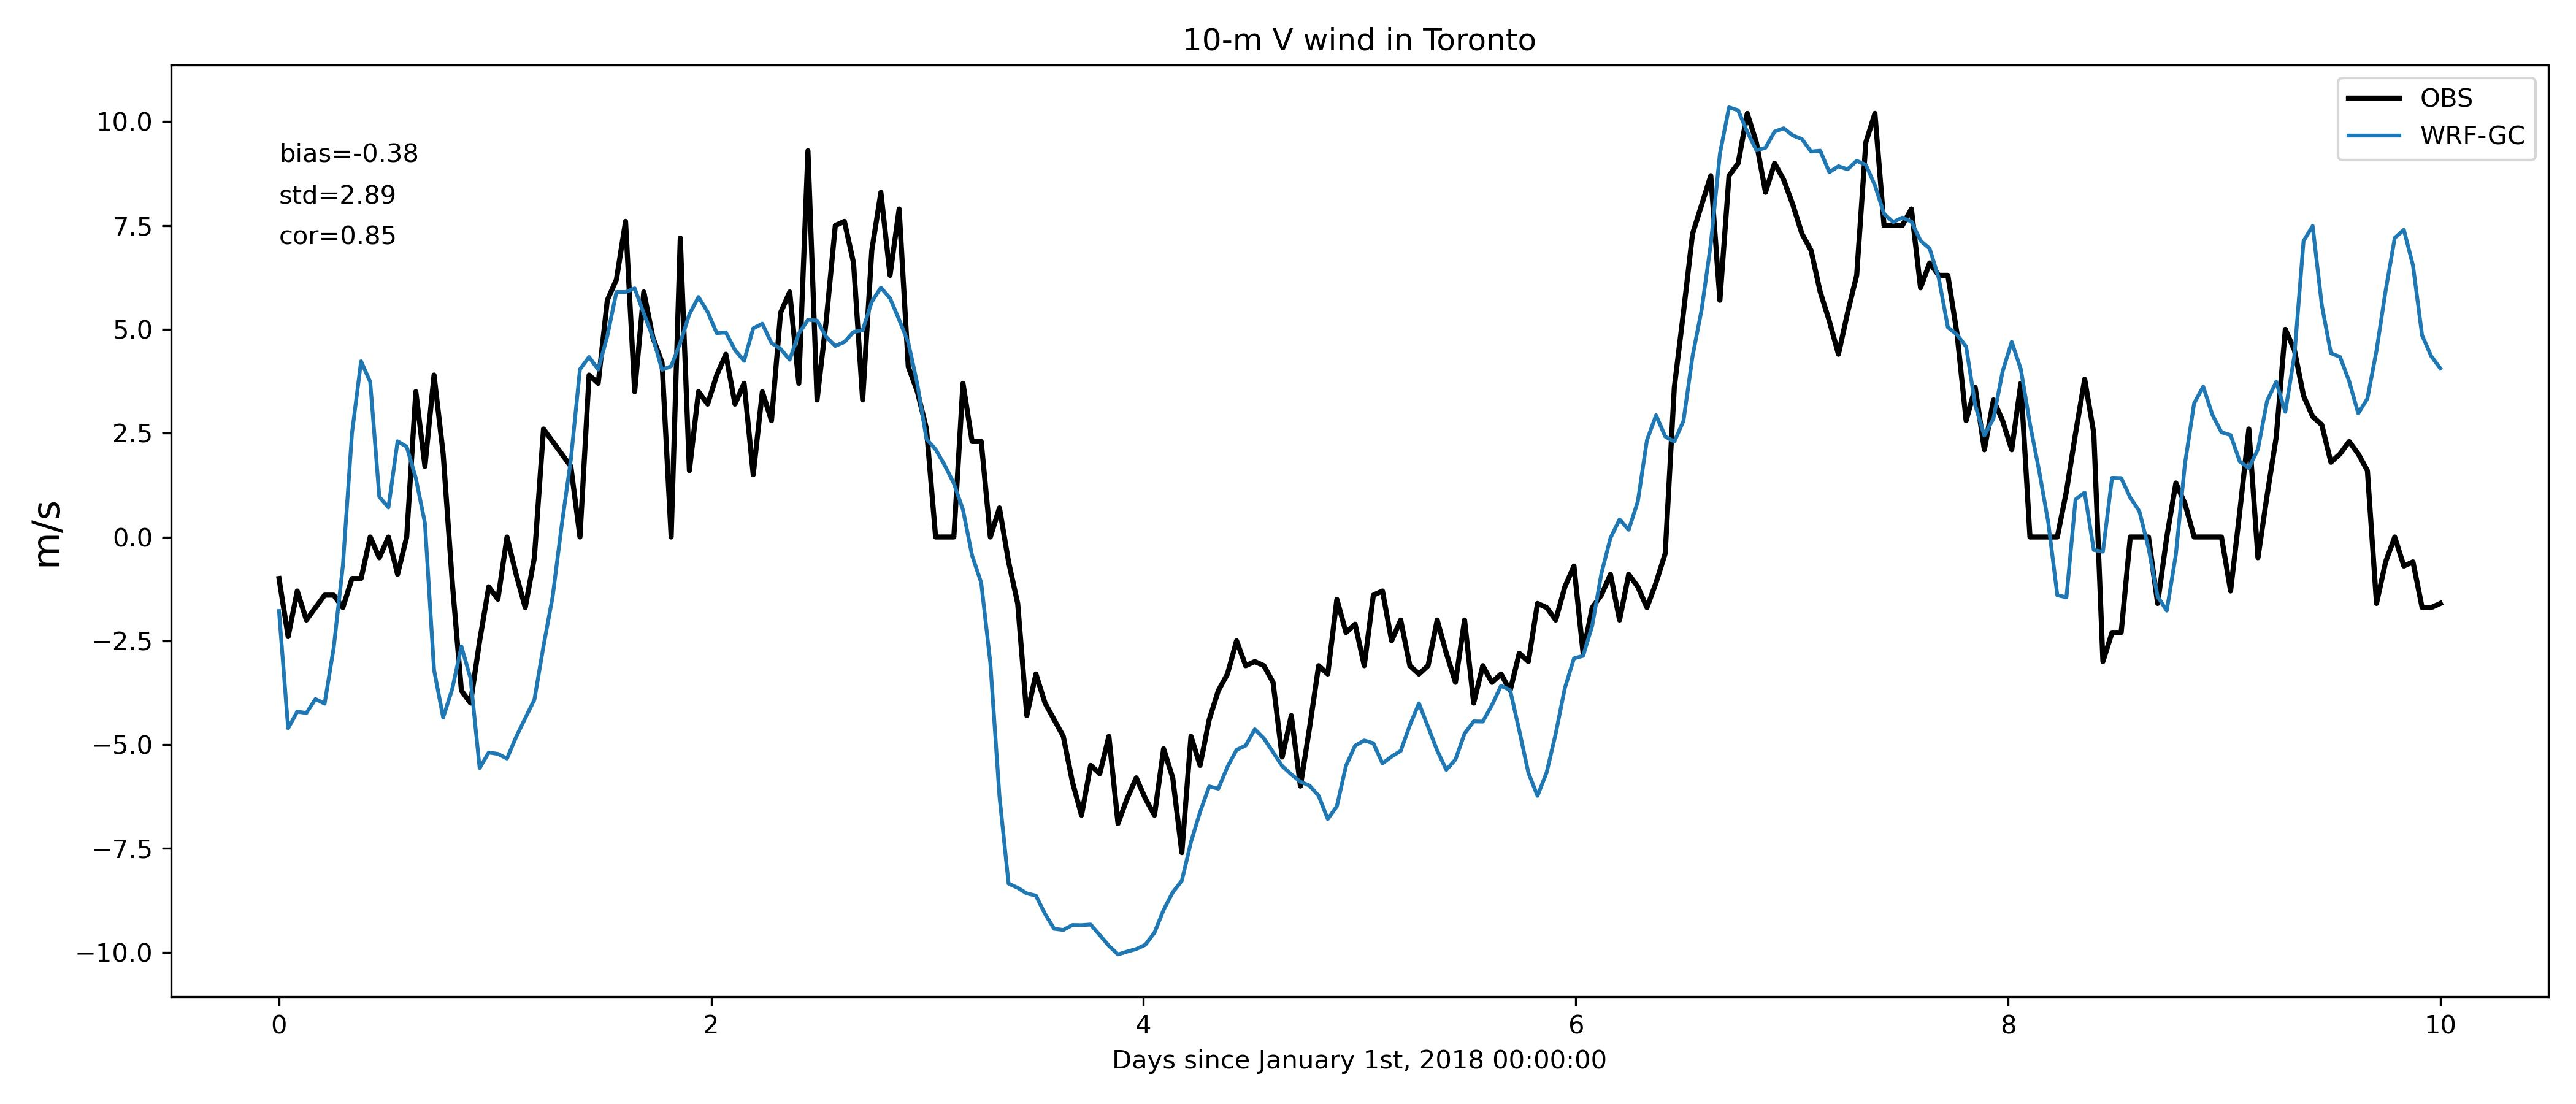 10-m V wind in Toronto
OBS
WRF-GC
bias=-0.38
std=2.89
cor=0.85
10.0
7.5
5.0
2.5
0.0
−2.5
−5.0
−7.5
−10.0
m/s
0 2 4 6 8 10
Days since January 1st, 2018 00:00:00